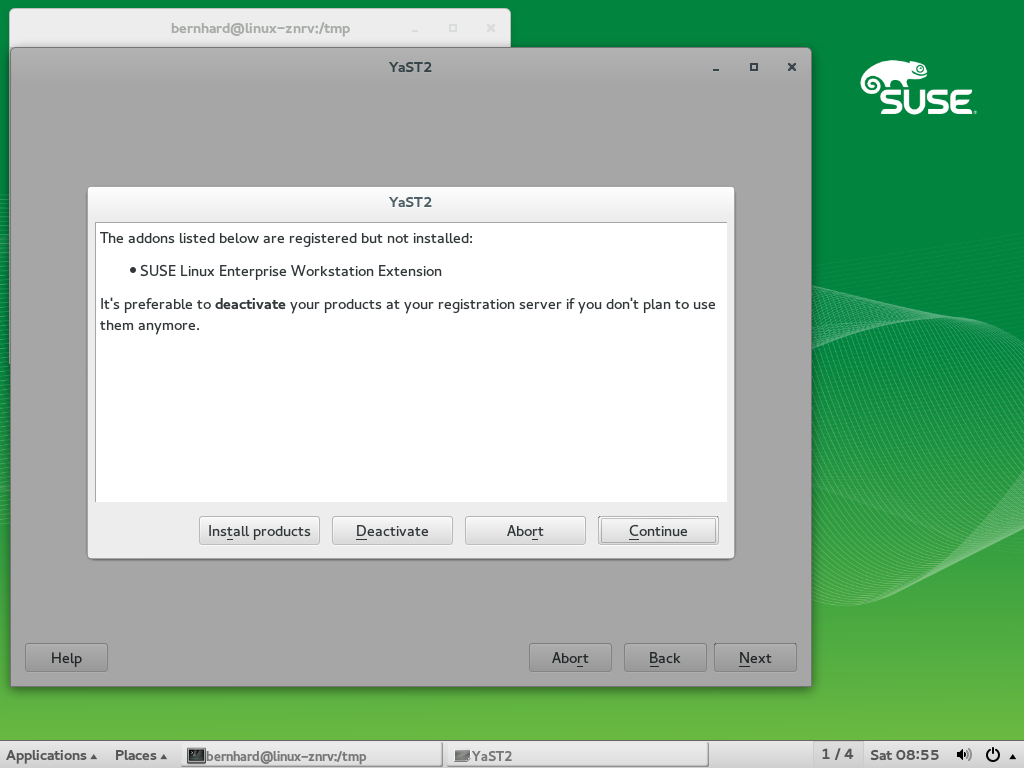 bernhard@linux-znrv:/tmp
YaST2
SUSE
YaST2
The addons listed below are registered but not installed:
• SUSE Linux Enterprise Workstation Extension
It's preferable to deactivate your products at your registration server if you don't plan to use
them anymore.
Install products Deactivate Abort Continue
Help Abort Back Next
Applications Places bernhard@linux-znrv:/tmp YaST2 1 / 4 Sat 08:55